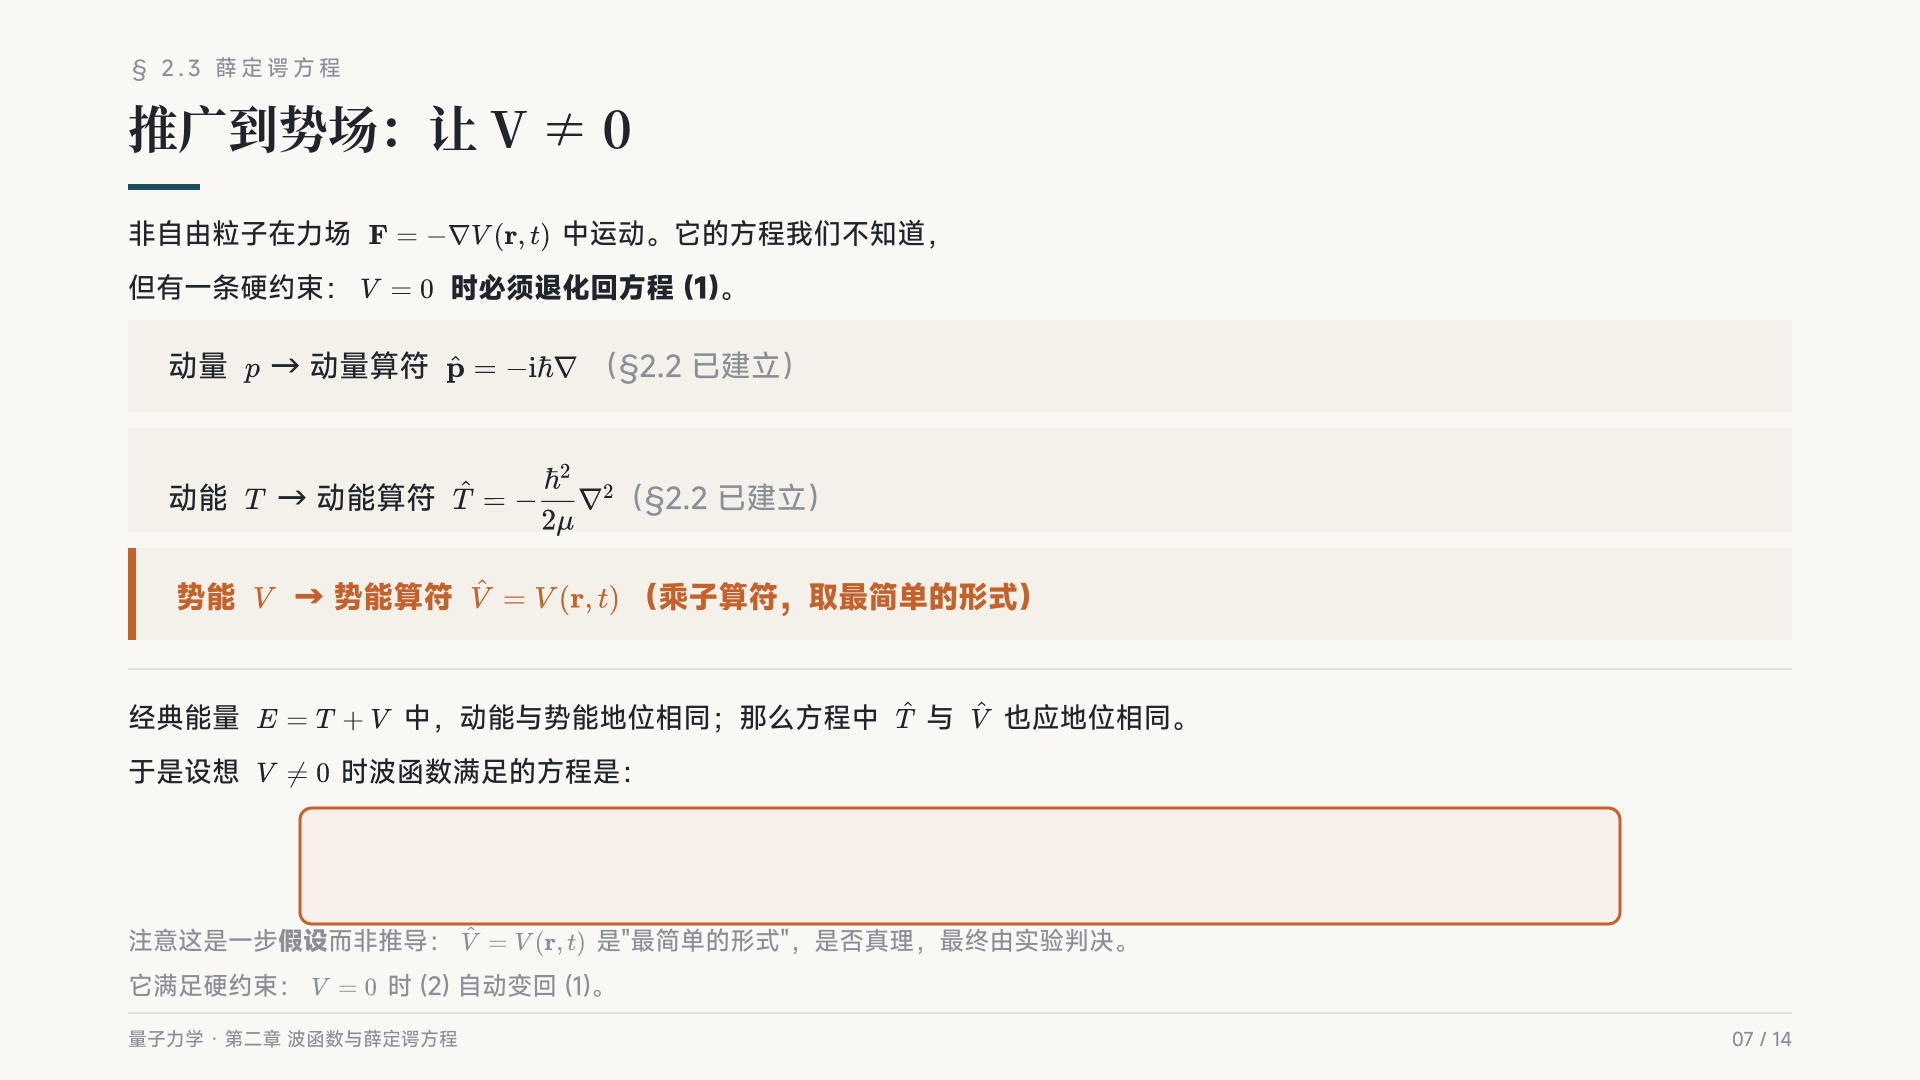 § 2.3 薛定谔方程
推广到势场：让 V ≠ 0
非自由粒子在力场 𝐅 = −∇V(𝐫, t) 中运动。它的方程我们不知道，
但有一条硬约束： V = 0 时必须退化回方程 (1)。
动量 p → 动量算符 𝐩̂ = −iℏ∇ （§2.2 已建立）
动能 T → 动能算符 T̂ = −ℏ²/2μ ∇²（§2.2 已建立）
势能 V → 势能算符 V̂ = V(𝐫, t) （乘子算符，取最简单的形式）
经典能量 E = T + V 中，动能与势能地位相同；那么方程中 T̂ 与 V̂ 也应地位相同。
于是设想 V ≠ 0 时波函数满足的方程是：
注意这是一步假设而非推导： V̂ = V(𝐫, t) 是"最简单的形式"，是否真理，最终由实验判决。
它满足硬约束： V = 0 时 (2) 自动变回 (1)。
量子力学 · 第二章 波函数与薛定谔方程
07 / 14